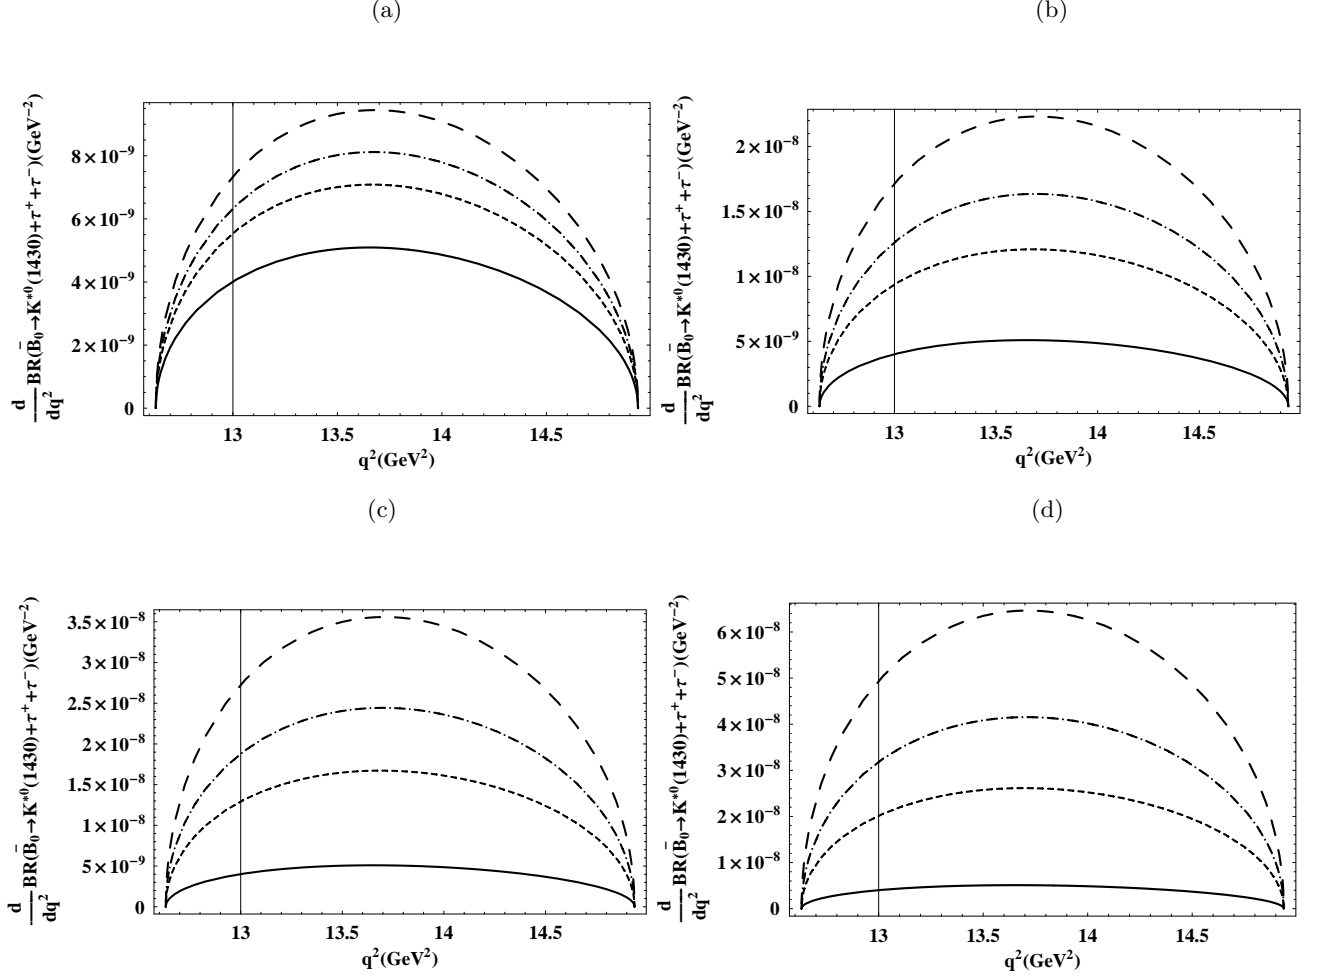 (a)
(b)
d/dq² BR(B̄₀→K*⁰(1430)+τ⁺+τ⁻)(GeV⁻²)
8×10⁻⁹
6×10⁻⁹
4×10⁻⁹
2×10⁻⁹
0
13 13.5 14 14.5
q²(GeV²)
d/dq² BR(B̄₀→K*⁰(1430)+τ⁺+τ⁻)(GeV⁻²)
2×10⁻⁸
1.5×10⁻⁸
1×10⁻⁸
5×10⁻⁹
0
13 13.5 14 14.5
q²(GeV²)
(c)
(d)
d/dq² BR(B̄₀→K*⁰(1430)+τ⁺+τ⁻)(GeV⁻²)
3.5×10⁻⁸
3×10⁻⁸
2.5×10⁻⁸
2×10⁻⁸
1.5×10⁻⁸
1×10⁻⁸
5×10⁻⁹
0
13 13.5 14 14.5
q²(GeV²)
d/dq² BR(B̄₀→K*⁰(1430)+τ⁺+τ⁻)(GeV⁻²)
6×10⁻⁸
5×10⁻⁸
4×10⁻⁸
3×10⁻⁸
2×10⁻⁸
1×10⁻⁸
0
13 13.5 14 14.5
q²(GeV²)